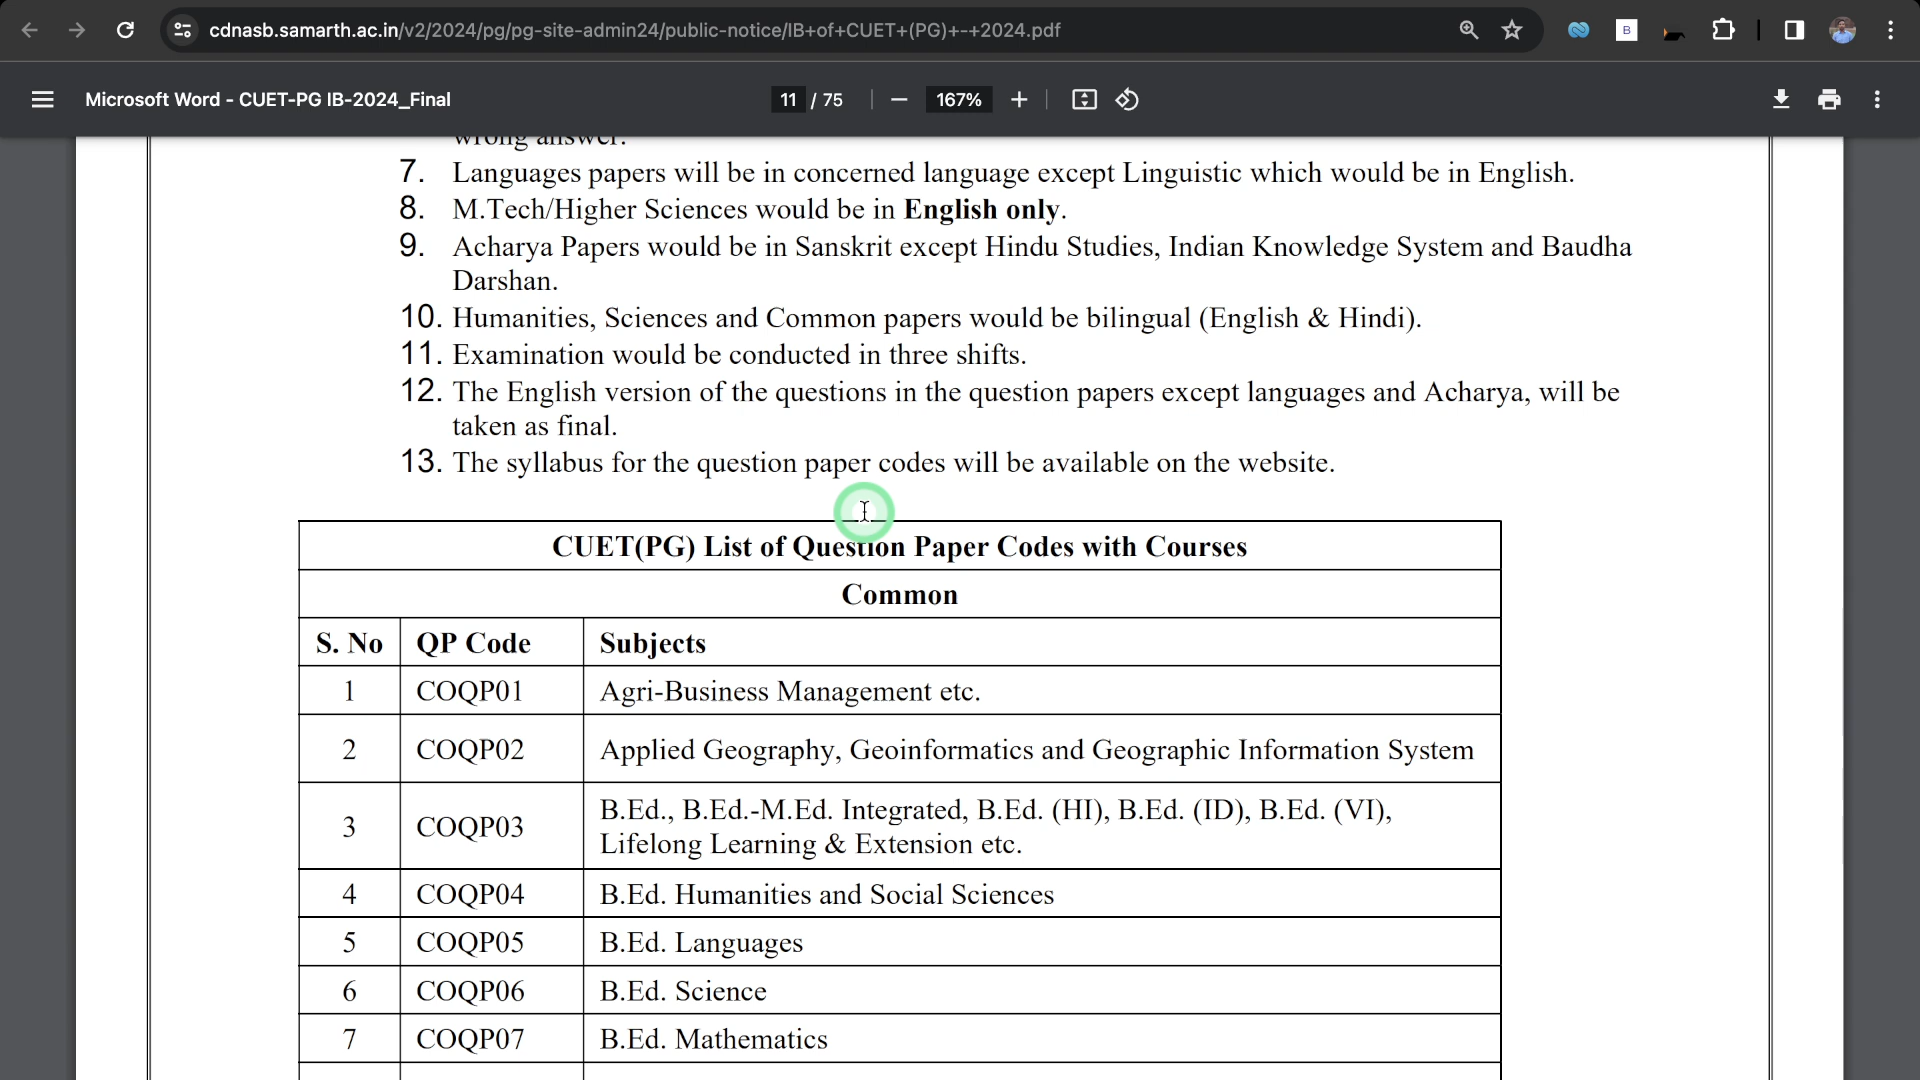 cdnasb.samarth.ac.in/v2/2024/pg/pg-site-admin24/public-notice/IB+of+CUET+(PG)+-+2024.pdf
B
Microsoft Word - CUET-PG IB-2024_Final
11 / 75
167%
wrong answer.
7. Languages papers will be in concerned language except Linguistic which would be in English.
8. M.Tech/Higher Sciences would be in English only.
9. Acharya Papers would be in Sanskrit except Hindu Studies, Indian Knowledge System and Baudha
Darshan.
10. Humanities, Sciences and Common papers would be bilingual (English & Hindi).
11. Examination would be conducted in three shifts.
12. The English version of the questions in the question papers except languages and Acharya, will be
taken as final.
13. The syllabus for the question paper codes will be available on the website.
CUET(PG) List of Question Paper Codes with Courses
Common
S. No QP Code Subjects
1 COQP01 Agri-Business Management etc.
2 COQP02 Applied Geography, Geoinformatics and Geographic Information System
3 COQP03 B.Ed., B.Ed.-M.Ed. Integrated, B.Ed. (HI), B.Ed. (ID), B.Ed. (VI),
Lifelong Learning & Extension etc.
4 COQP04 B.Ed. Humanities and Social Sciences
5 COQP05 B.Ed. Languages
6 COQP06 B.Ed. Science
7 COQP07 B.Ed. Mathematics